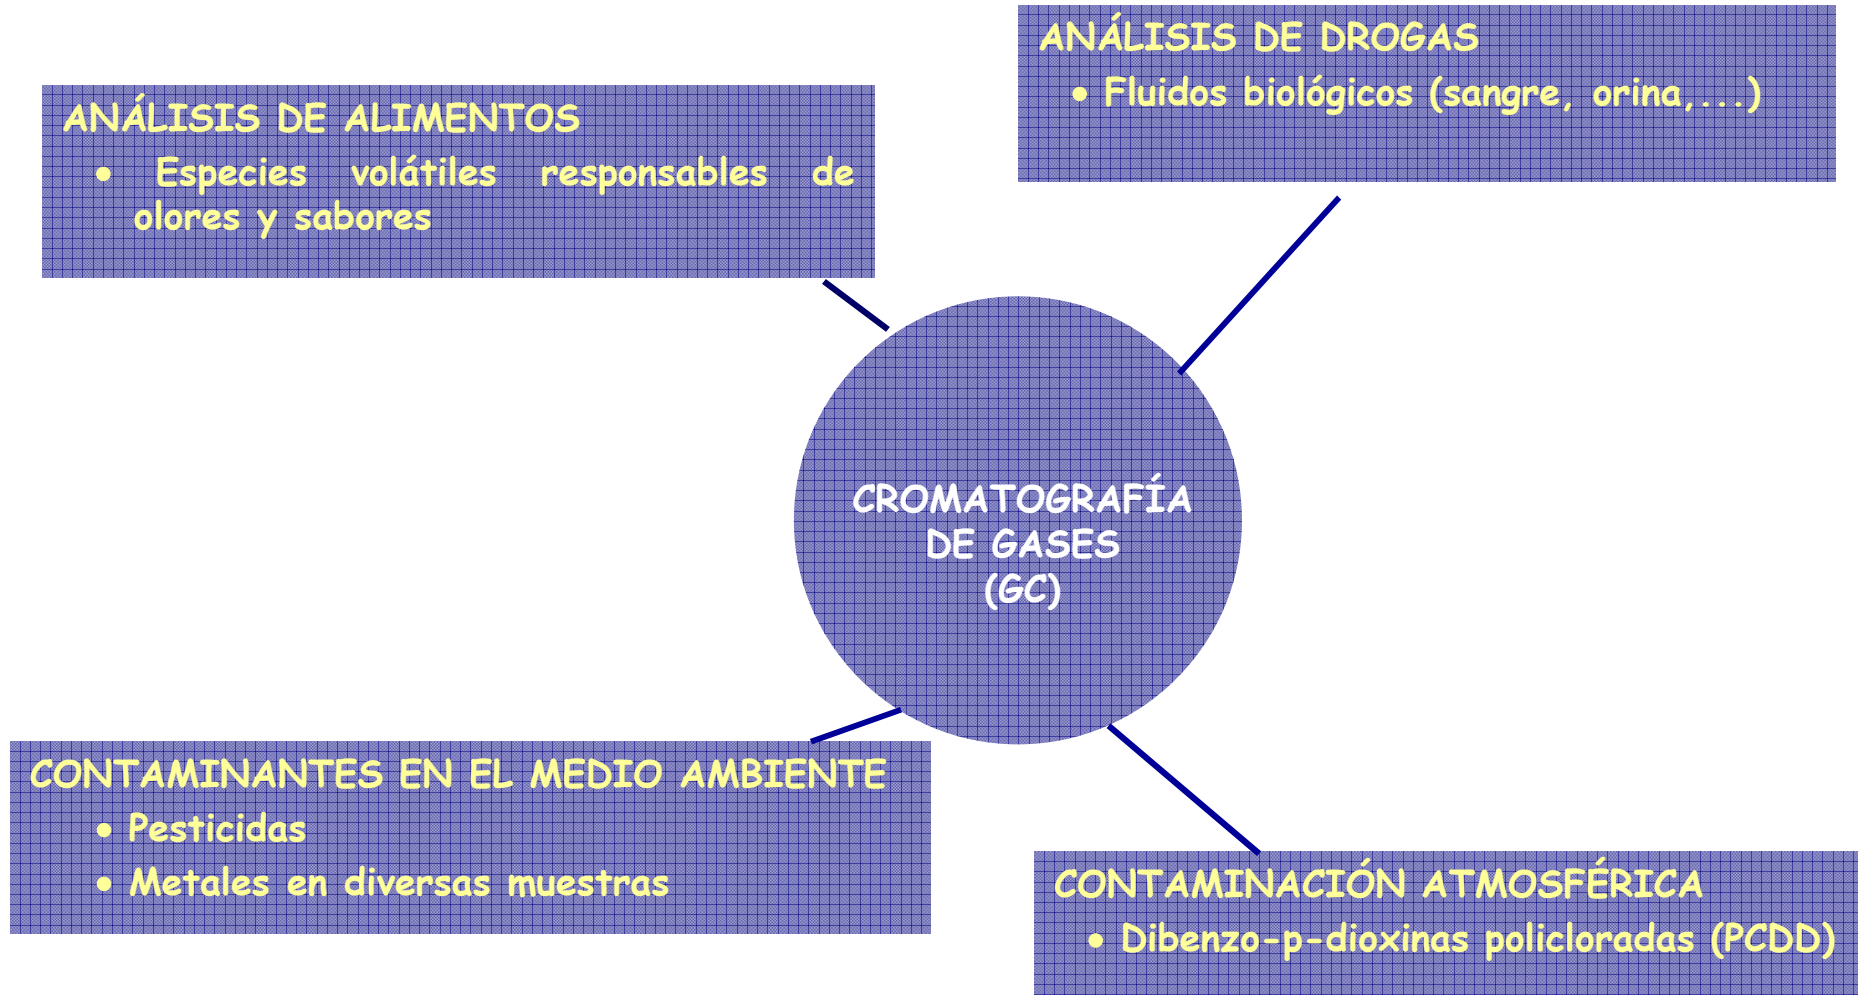 ANÁLISIS DE DROGAS
• Fluidos biológicos (sangre, orina,...)
ANÁLISIS DE ALIMENTOS
• Especies volátiles responsables de
olores y sabores
CROMATOGRAFÍA
DE GASES
(GC)
CONTAMINANTES EN EL MEDIO AMBIENTE
• Pesticidas
• Metales en diversas muestras
CONTAMINACIÓN ATMOSFÉRICA
• Dibenzo-p-dioxinas policloradas (PCDD)